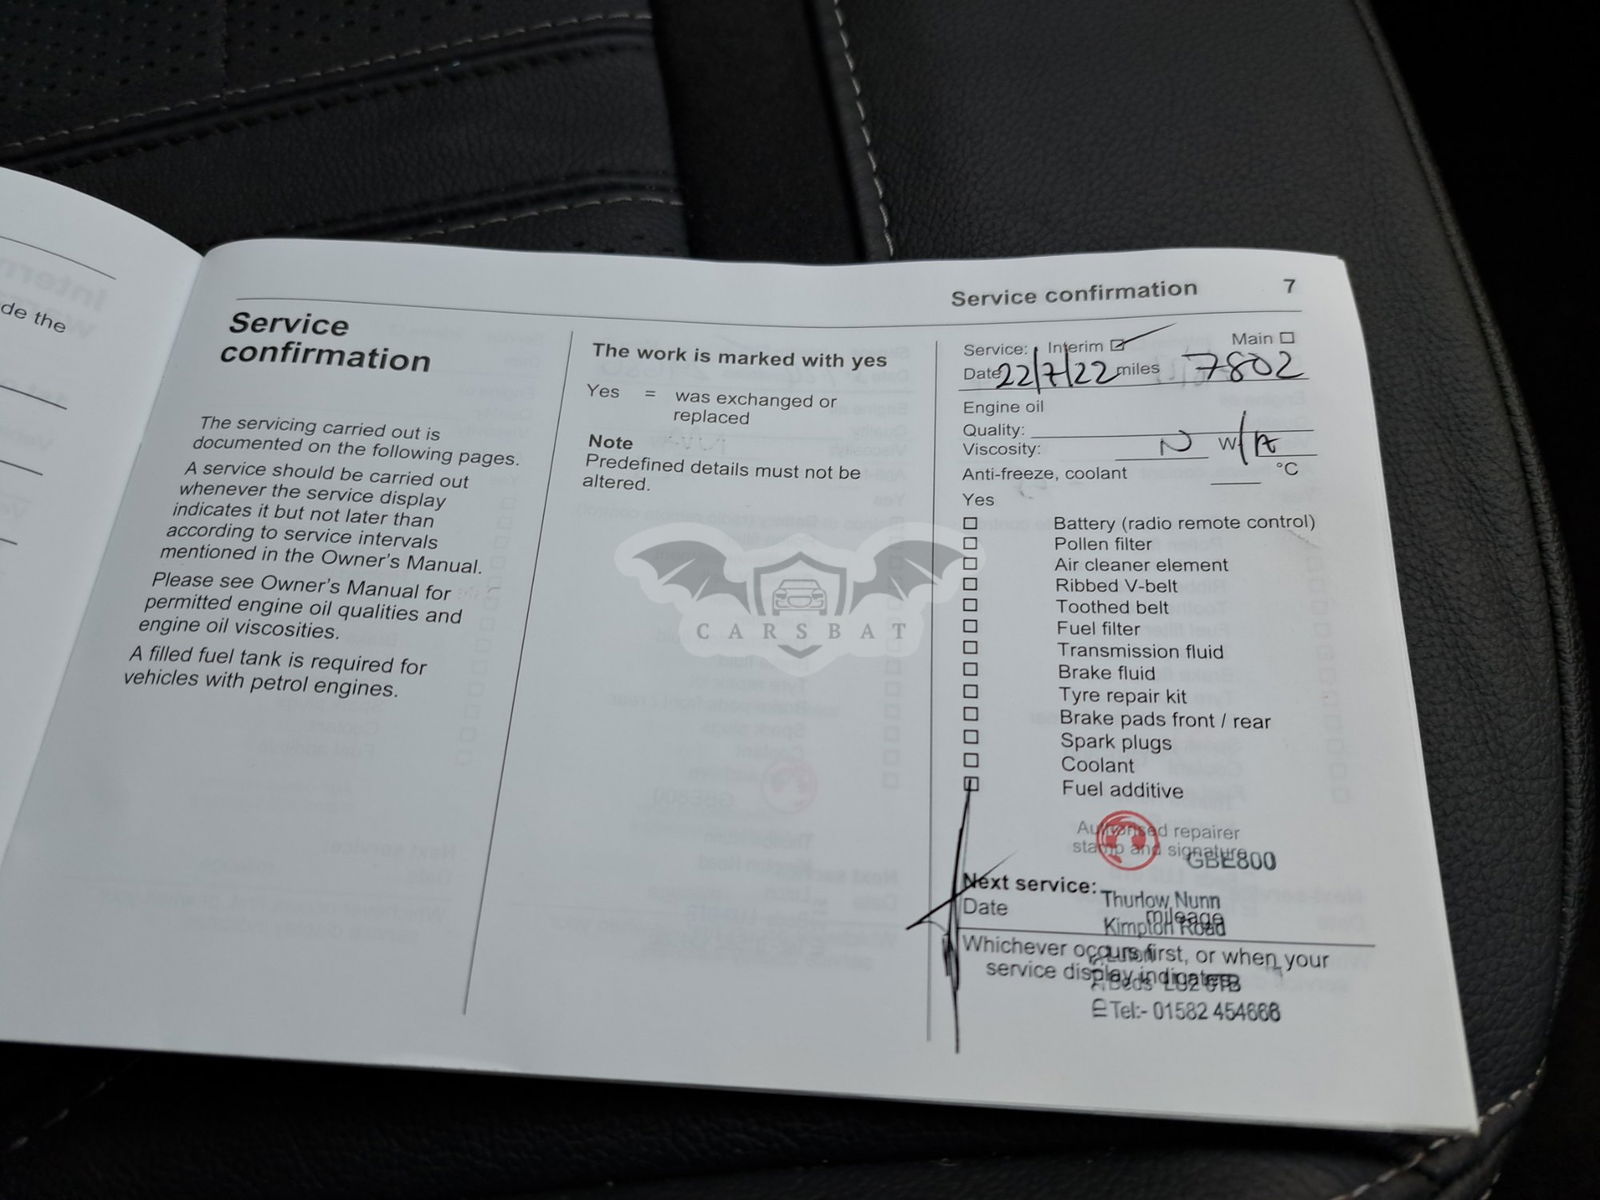 de the
Service confirmation 7
Service
confirmation
The servicing carried out is
documented on the following pages.
A service should be carried out
whenever the service display
indicates it but not later than
according to service intervals
mentioned in the Owner's Manual.
Please see Owner's Manual for
permitted engine oil qualities and
engine oil viscosities.
A filled fuel tank is required for
vehicles with petrol engines.
The work is marked with yes
Yes = was exchanged or
replaced
Note
Predefined details must not be
altered.
CARSBAT
Service: Interim Main
Date 22/7/22 miles 7802
Engine oil
Quality:
Viscosity: N W/A
Anti-freeze, coolant °C
Yes
Battery (radio remote control)
Pollen filter
Air cleaner element
Ribbed V-belt
Toothed belt
Fuel filter
Transmission fluid
Brake fluid
Tyre repair kit
Brake pads front / rear
Spark plugs
Coolant
Fuel additive
Authorised repairer
stamp and signature
GBE800
Next service:
Thurlow Nunn
Date mileage
Kimpton Road
Whichever occurs first, or when your
Luton
service display indicates
Beds LU2
Tel:- 01582 454666